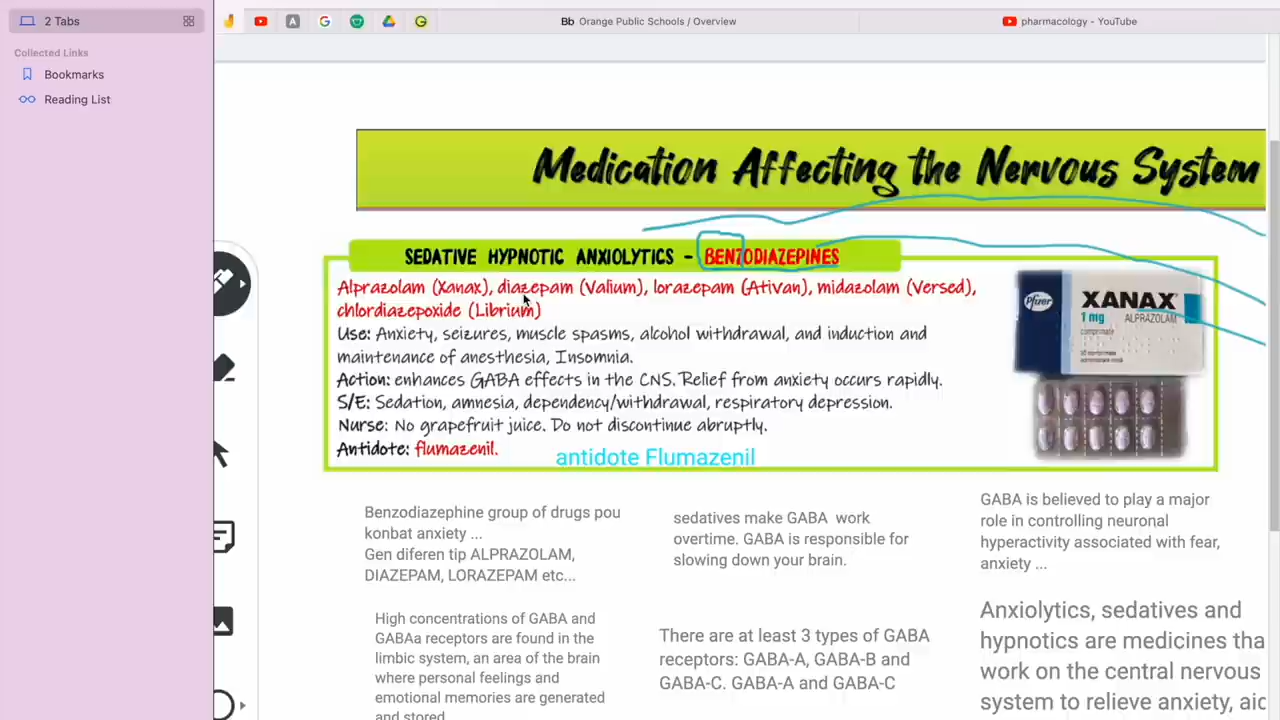 2 Tabs
Collected Links
Bookmarks
Reading List
Bb Orange Public Schools / Overview
pharmacology - YouTube
Medication Affecting the Nervous System
SEDATIVE HYPNOTIC ANXIOLYTICS - BENZODIAZEPINES
Alprazolam (Xanax), diazepam (Valium), lorazepam (Ativan), midazolam (Versed),
chlordiazepoxide (Librium)
Use: Anxiety, seizures, muscle spasms, alcohol withdrawal, and induction and
maintenance of anesthesia, Insomnia.
Action: enhances GABA effects in the CNS. Relief from anxiety occurs rapidly.
S/E: Sedation, amnesia, dependency/withdrawal, respiratory depression.
Nurse: No grapefruit juice. Do not discontinue abruptly.
Antidote: flumazenil.
antidote Flumazenil
Pfizer
XANAX
1 mg ALPRAZOLAM
Benzodiazephine group of drugs pou
konbat anxiety ...
Gen diferen tip ALPRAZOLAM,
DIAZEPAM, LORAZEPAM etc...
sedatives make GABA work
overtime. GABA is responsible for
slowing down your brain.
GABA is believed to play a major
role in controlling neuronal
hyperactivity associated with fear,
anxiety ...
High concentrations of GABA and
GABAa receptors are found in the
limbic system, an area of the brain
where personal feelings and
emotional memories are generated
and stored.
There are at least 3 types of GABA
receptors: GABA-A, GABA-B and
GABA-C. GABA-A and GABA-C
Anxiolytics, sedatives and
hypnotics are medicines tha
work on the central nervous
system to relieve anxiety, aid